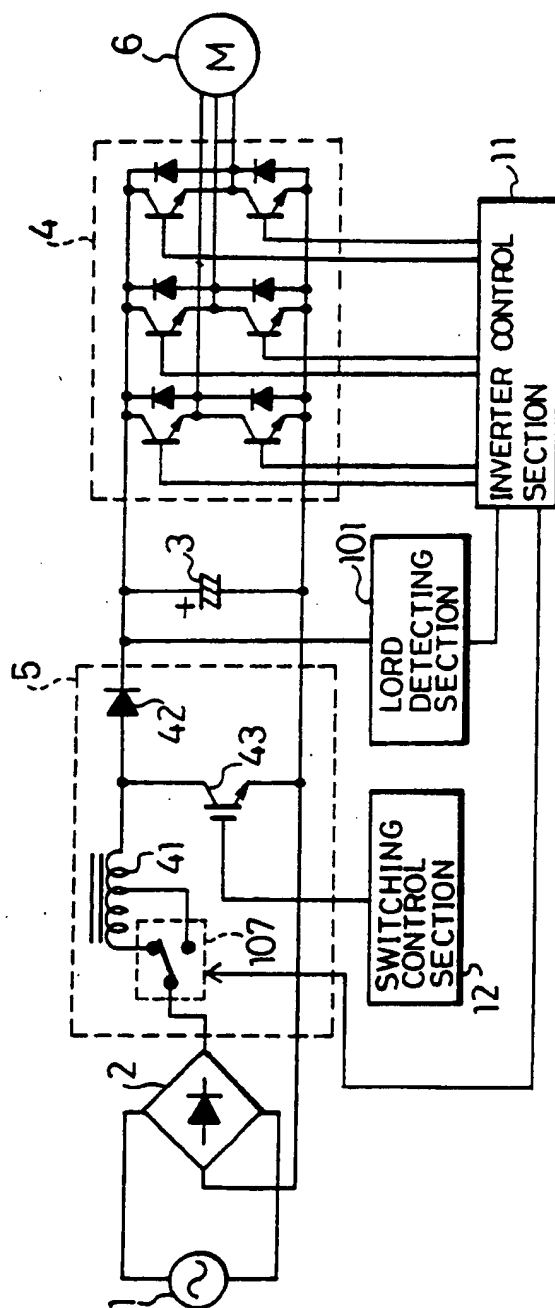 1
2
5
107
41
42
43
3
+
4
6
M
SWITCHING
CONTROL
SECTION
12
LORD
DETECTING
SECTION
101
INVERTER CONTROL
SECTION
11